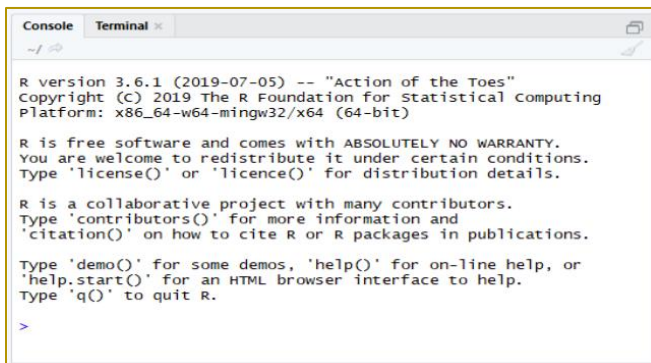 Console Terminal ×
~/
R version 3.6.1 (2019-07-05) -- "Action of the Toes"
Copyright (C) 2019 The R Foundation for Statistical Computing
Platform: x86_64-w64-mingw32/x64 (64-bit)
R is free software and comes with ABSOLUTELY NO WARRANTY.
You are welcome to redistribute it under certain conditions.
Type 'license()' or 'licence()' for distribution details.
R is a collaborative project with many contributors.
Type 'contributors()' for more information and
'citation()' on how to cite R or R packages in publications.
Type 'demo()' for some demos, 'help()' for on-line help, or
'help.start()' for an HTML browser interface to help.
Type 'q()' to quit R.
>